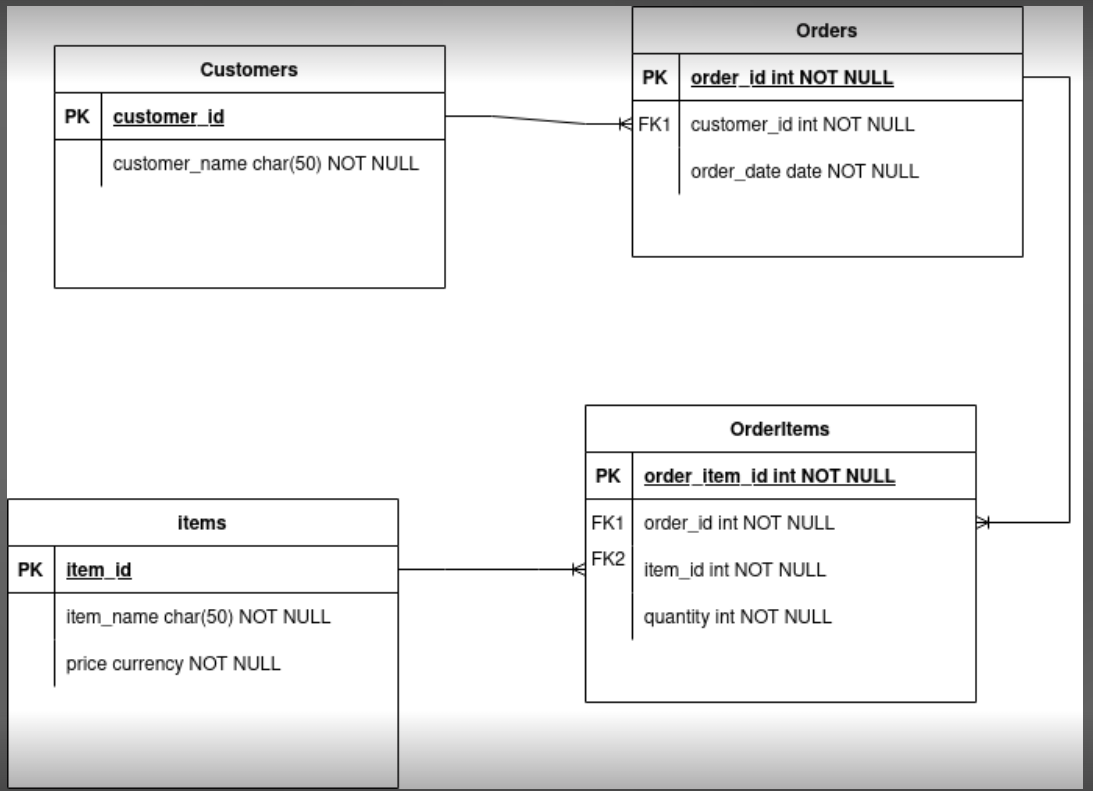 Customers
PK customer_id
customer_name char(50) NOT NULL
Orders
PK order_id int NOT NULL
FK1 customer_id int NOT NULL
order_date date NOT NULL
items
PK item_id
item_name char(50) NOT NULL
price currency NOT NULL
OrderItems
PK order_item_id int NOT NULL
FK1 order_id int NOT NULL
FK2 item_id int NOT NULL
quantity int NOT NULL